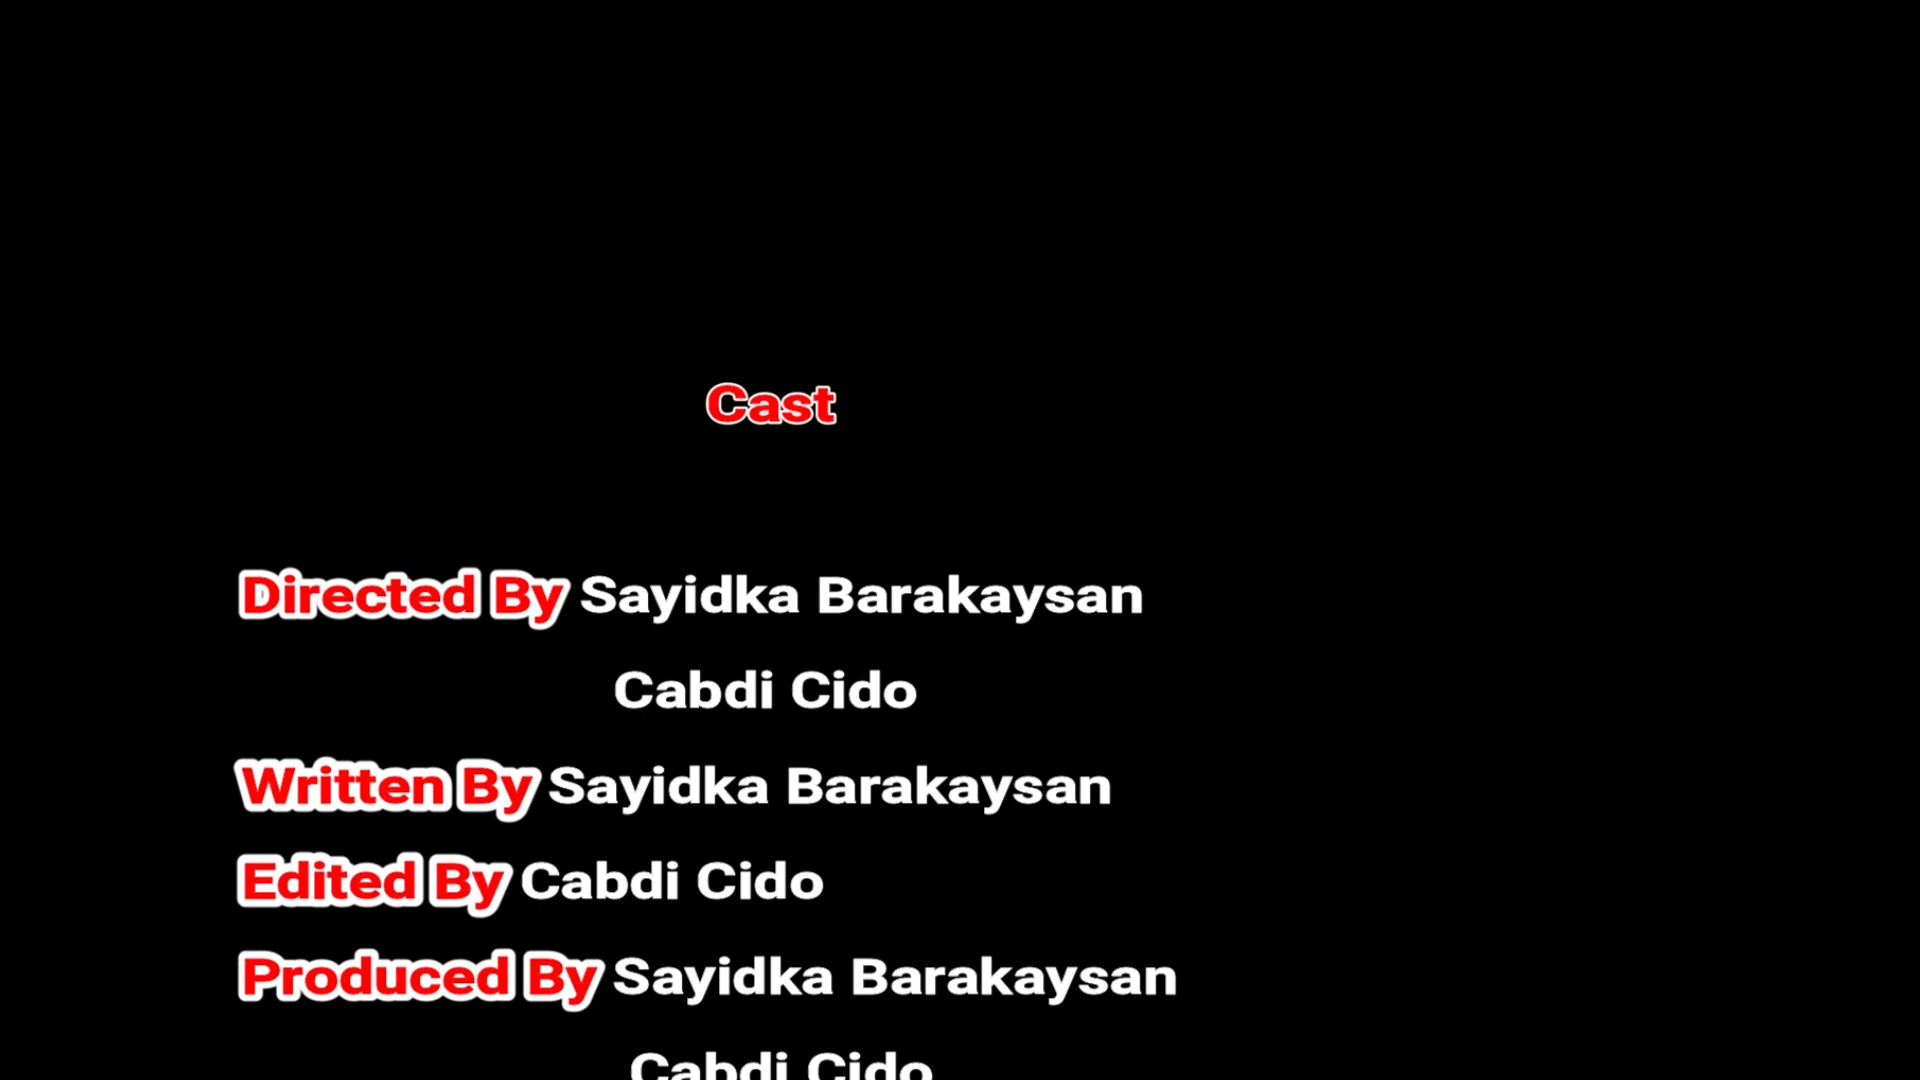 Cast
Directed By Sayidka Barakaysan
Cabdi Cido
Written By Sayidka Barakaysan
Edited By Cabdi Cido
Produced By Sayidka Barakaysan
Cabdi Cido